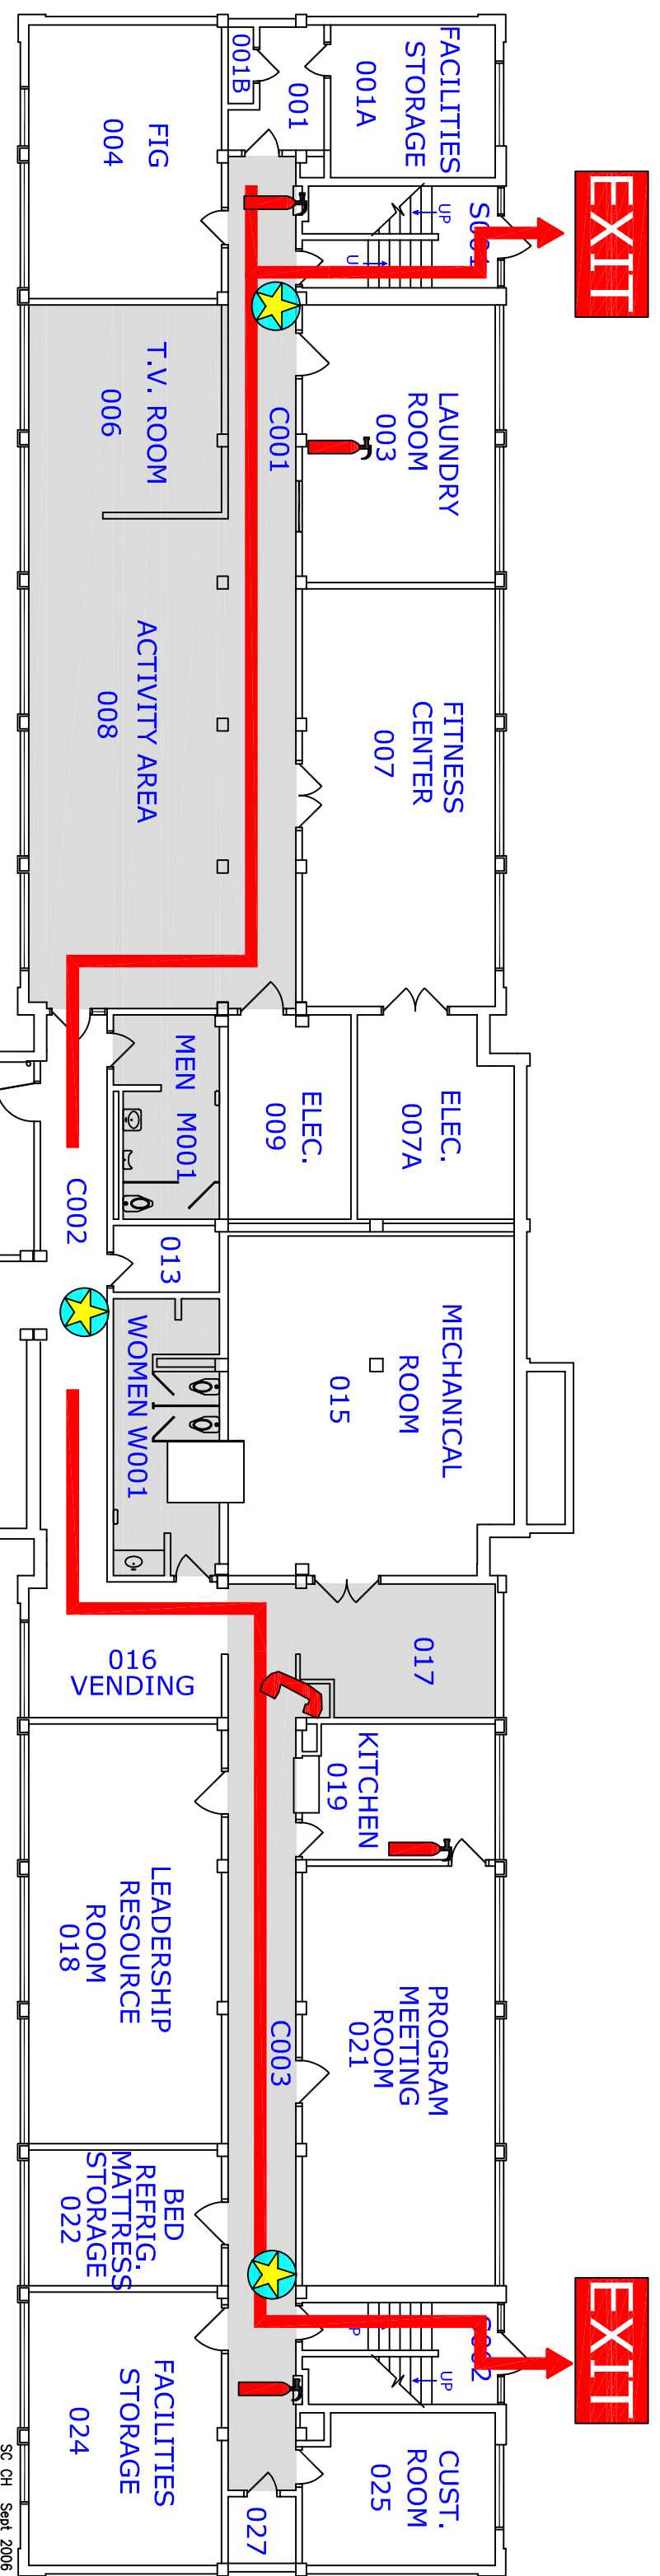 EXIT
FACILITIES
STORAGE
001A
001
001B
FIG
004
S001
UP
U
LAUNDRY
ROOM
003
C001
T.V. ROOM
006
FITNESS
CENTER
007
ACTIVITY AREA
008
ELEC.
007A
ELEC.
009
MEN M001
C002
013
MECHANICAL
ROOM
015
WOMEN W001
017
016
VENDING
KITCHEN
019
LEADERSHIP
RESOURCE
ROOM
018
PROGRAM
MEETING
ROOM
021
C003
BED
REFRIG.
MATTRESS
STORAGE
022
EXIT
S002
UP
P
FACILITIES
STORAGE
024
CUST.
ROOM
025
027
SC CH Sept 2006